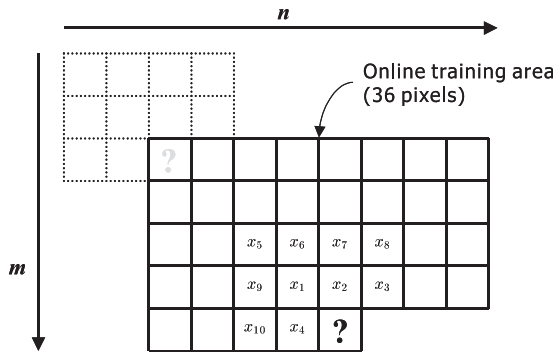 n
Online training area
(36 pixels)
?
m
x5 x6 x7 x8
x9 x1 x2 x3
x10 x4 ?